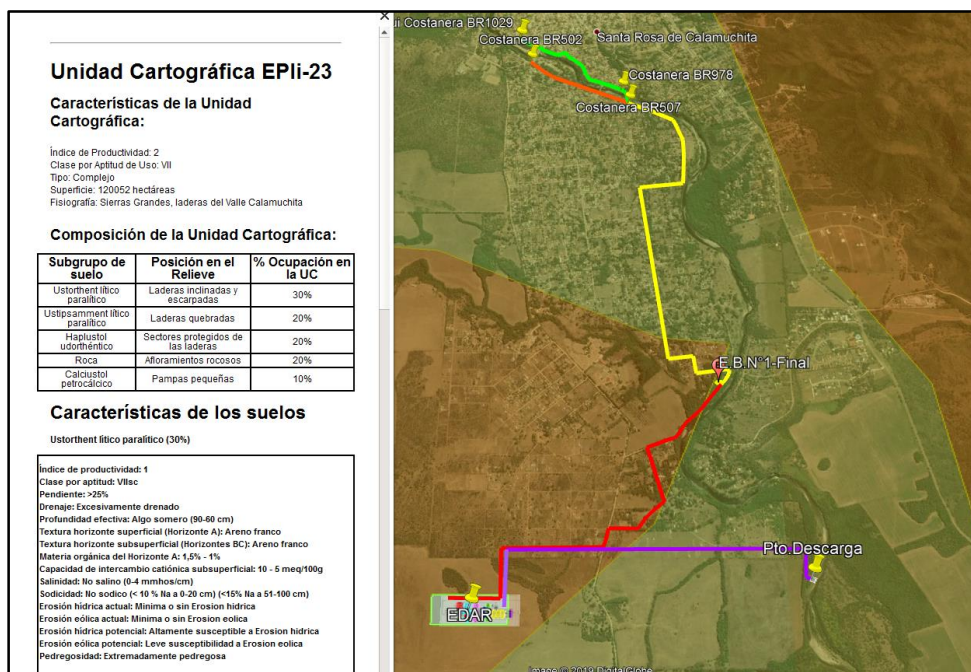 Unidad Cartográfica EPli-23
Características de la Unidad
Cartográfica:
Índice de Productividad: 2
Clase por Aptitud de Uso: VII
Tipo: Complejo
Superficie: 120052 hectáreas
Fisiografía: Sierras Grandes, laderas del Valle Calamuchita
Composición de la Unidad Cartográfica:
Subgrupo de suelo Posición en el Relieve % Ocupación en la UC
Ustorthent lítico paralítico Laderas inclinadas y escarpadas 30%
Ustipsamment lítico paralítico Laderas quebradas 20%
Haplustol udorthéntico Sectores protegidos de las laderas 20%
Roca Afloramientos rocosos 20%
Calciustol petrocálcico Pampas pequeñas 10%
Características de los suelos
Ustorthent lítico paralítico (30%)
Índice de productividad: 1
Clase por aptitud: VIIsc
Pendiente: >25%
Drenaje: Excesivamente drenado
Profundidad efectiva: Algo somero (90-60 cm)
Textura horizonte superficial (Horizonte A): Areno franco
Textura horizonte subsuperficial (Horizontes BC): Areno franco
Materia orgánica del Horizonte A: 1,5% - 1%
Capacidad de intercambio catiónica subsuperficial: 10 - 5 meq/100g
Salinidad: No salino (0-4 mmhos/cm)
Sodicidad: No sodico (< 10 % Na a 0-20 cm) (<15% Na a 51-100 cm)
Erosión hídrica actual: Minima o sin Erosion hidrica
Erosión eólica actual: Minima o sin Erosion eolica
Erosión hídrica potencial: Altamente susceptible a Erosion hidrica
Erosión eólica potencial: Leve susceptibilidad a Erosion eolica
Pedregosidad: Extremadamente pedregosa
ui Costanera BR1029
Costanera BR502
Santa Rosa de Calamuchita
Costanera BR978
Costanera BR507
E.B.N°1-Final
Pto.Descarga
EDAR
Image © 2019 DigitalGlobe